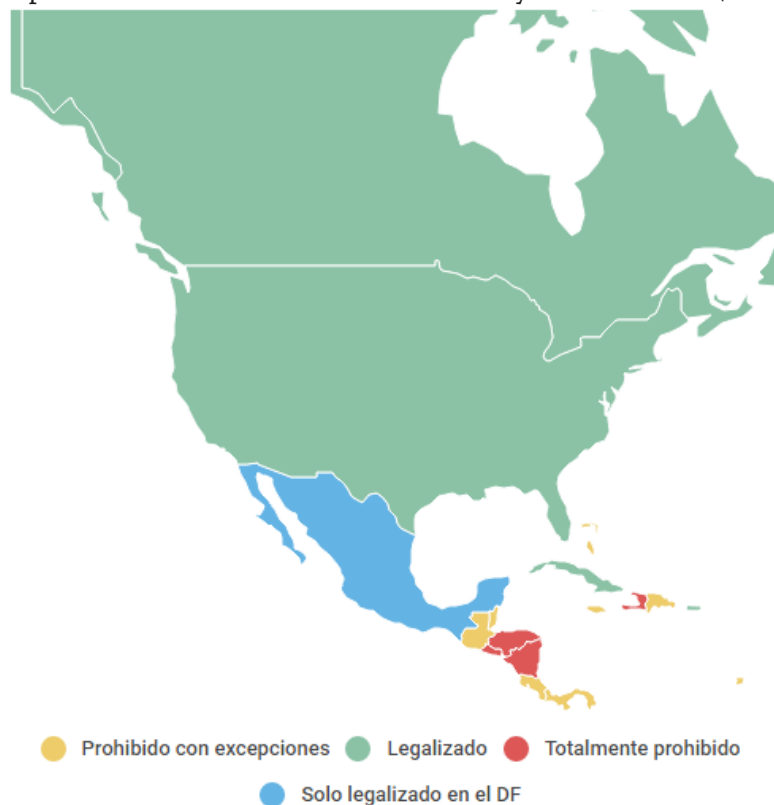 Prohibido con excepciones Legalizado Totalmente prohibido
Solo legalizado en el DF